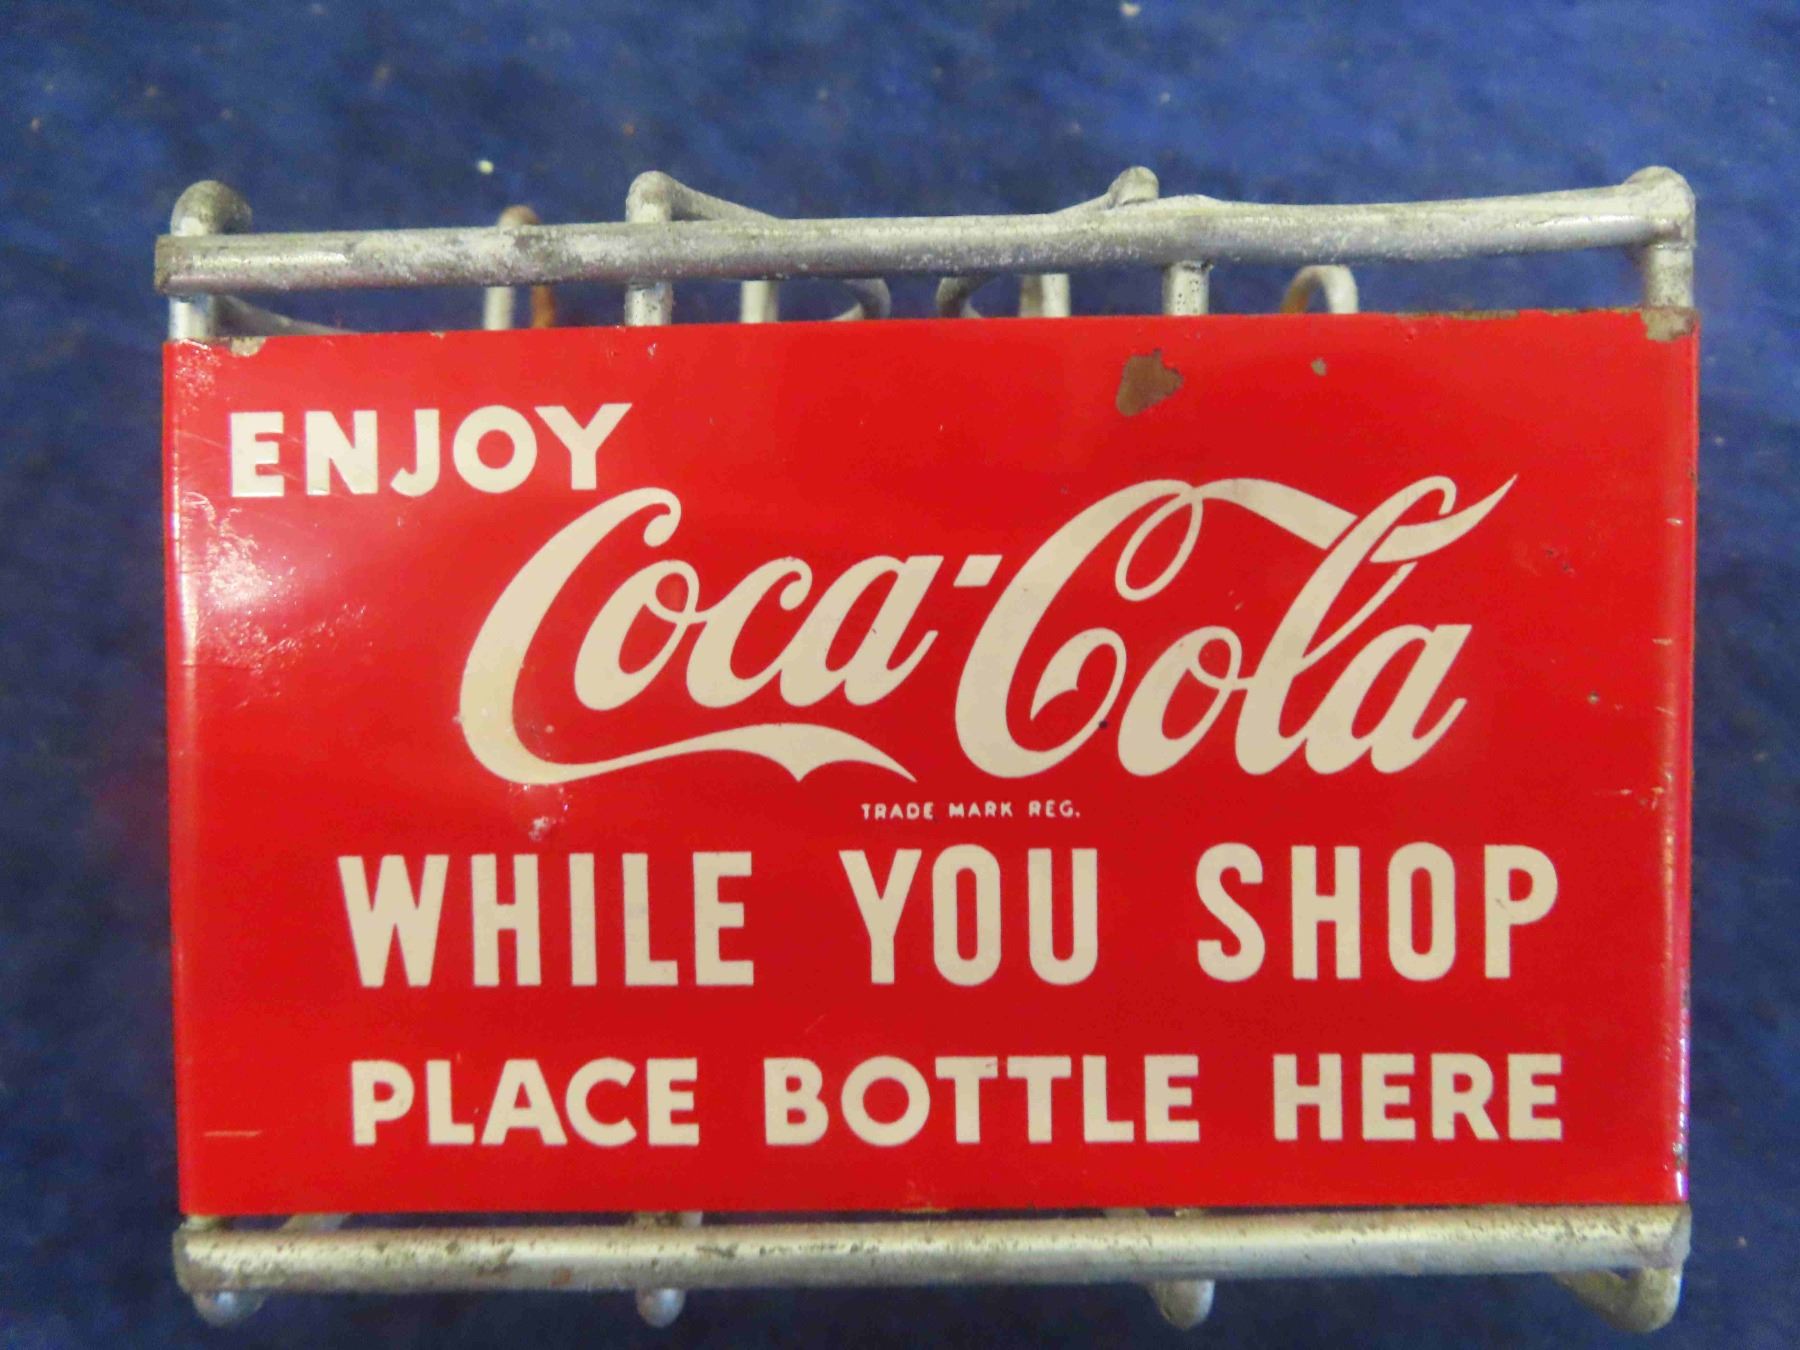 ENJOY
Coca-Cola
TRADE MARK REG.
WHILE YOU SHOP
PLACE BOTTLE HERE